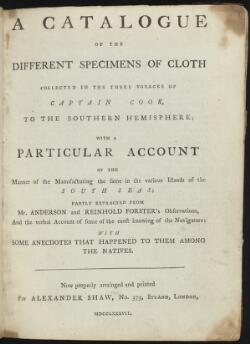 A CATALOGUE
OF THE
DIFFERENT SPECIMENS OF CLOTH
COLLECTED IN THE THREE VOYAGES OF
CAPTAIN COOK,
TO THE SOUTHERN HEMISPHERE;
WITH A
PARTICULAR ACCOUNT
OF THE
Manner of the Manufacturing the same in the various Islands of the
SOUTH SEAS;
PARTLY EXTRACTED FROM
Mr. ANDERSON and REINHOLD FORSTER's Observations,
And the verbal Account of some of the most knowing of the Navigators:
WITH
SOME ANECDOTES THAT HAPPENED TO THEM AMONG
THE NATIVES.
Now properly arranged and printed
For ALEXANDER SHAW, No. 379, STRAND, LONDON,
MDCCLXXXVII.